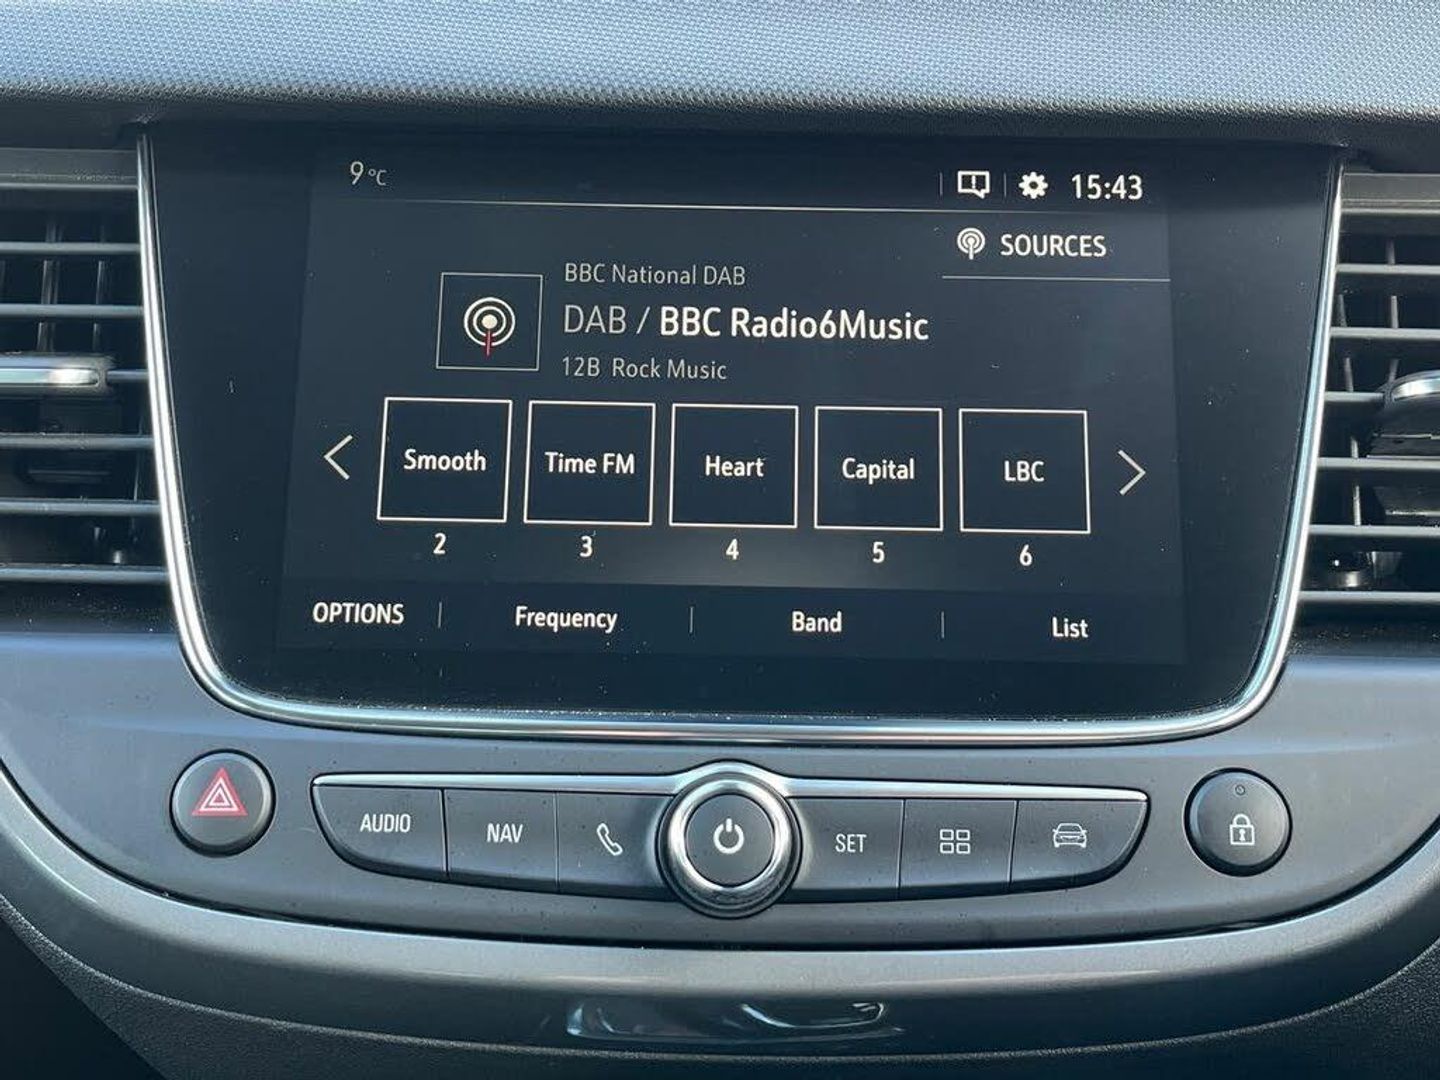 9°C
15:43
SOURCES
BBC National DAB
DAB / BBC Radio6Music
12B Rock Music
Smooth Time FM Heart Capital LBC
2 3 4 5 6
OPTIONS Frequency Band List
AUDIO NAV SET